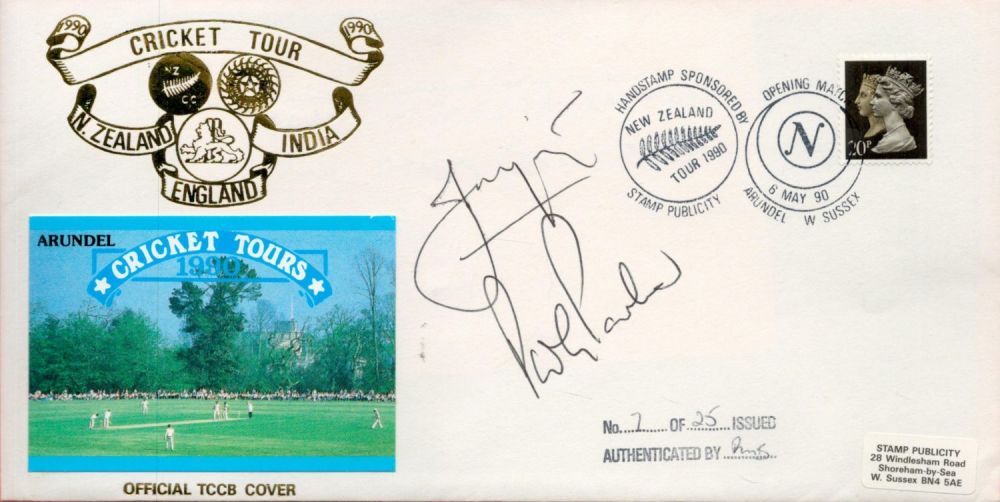 1990 1990
CRICKET TOUR
NZ
C.C.
N. ZEALAND INDIA
ENGLAND
ARUNDEL
CRICKET TOURS
1990
OFFICIAL TCCB COVER
HANDSTAMP SPONSORED BY
NEW ZEALAND
TOUR 1990
STAMP PUBLICITY
OPENING MATCH
N
6 MAY 90
ARUNDEL W SUSSEX
20P
No. 7 OF 25 ISSUED
AUTHENTICATED BY
STAMP PUBLICITY
28 Windlesham Road
Shoreham-by-Sea
W. Sussex BN4 5AE